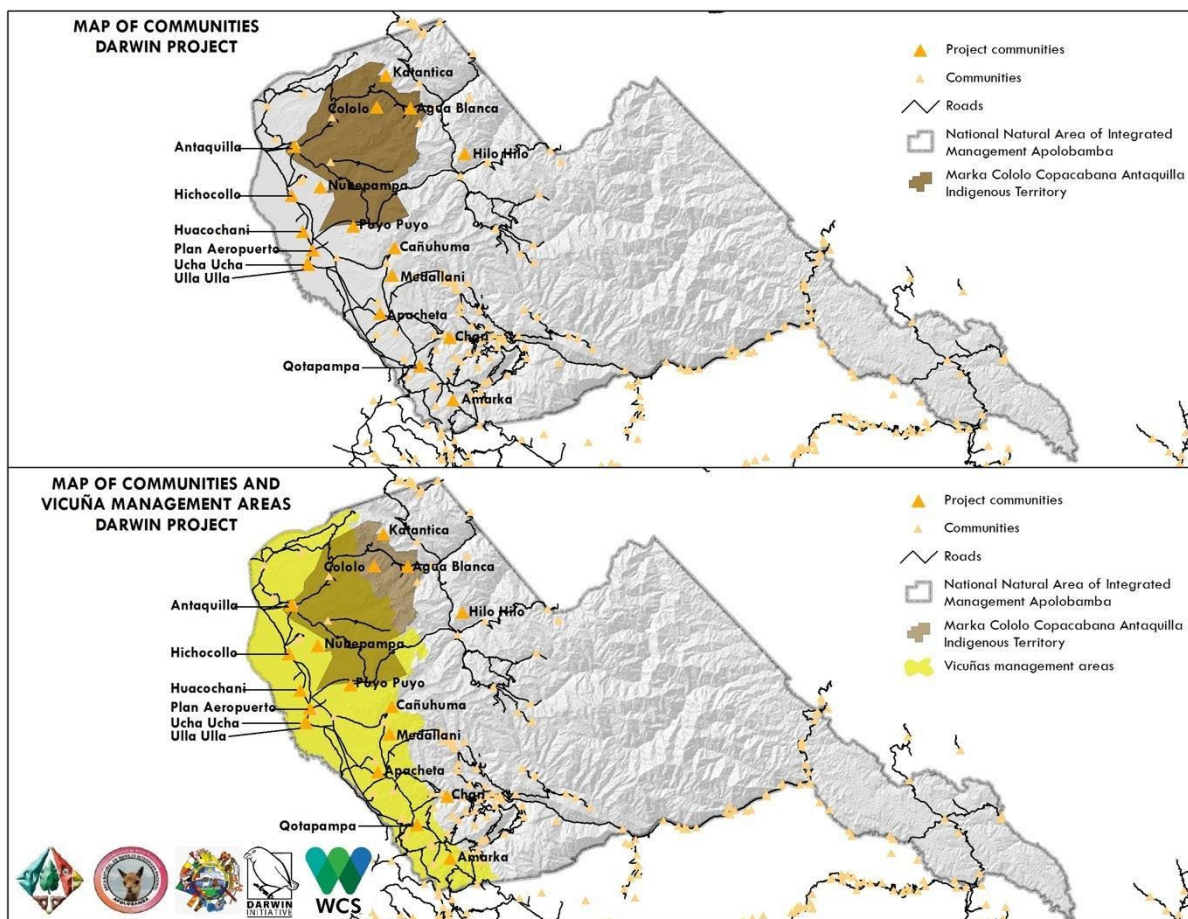 MAP OF COMMUNITIES
DARWIN PROJECT
Katantica
Cololo
Agua Blanca
Antaquilla
Hilo Hilo
Nubepampa
Hichocollo
Puyo Puyo
Huacochani
Cañuhuma
Plan Aeropuerto
Ucha Ucha
Ulla Ulla
Medallani
Apacheta
Chari
Qotapampa
Amarka
Project communities
Communities
Roads
National Natural Area of Integrated
Management Apolobamba
Marka Cololo Copacabana Antaquilla
Indigenous Territory
MAP OF COMMUNITIES AND
VICUÑA MANAGEMENT AREAS
DARWIN PROJECT
Katantica
Cololo
Agua Blanca
Antaquilla
Hilo Hilo
Nubepampa
Hichocollo
Puyo Puyo
Huacochani
Cañuhuma
Plan Aeropuerto
Ucha Ucha
Ulla Ulla
Medallani
Apacheta
Chari
Qotapampa
Amarka
Project communities
Communities
Roads
National Natural Area of Integrated
Management Apolobamba
Marka Cololo Copacabana Antaquilla
Indigenous Territory
Vicuñas management areas
APOLOBAMBA
DARWIN
INITIATIVE
WCS